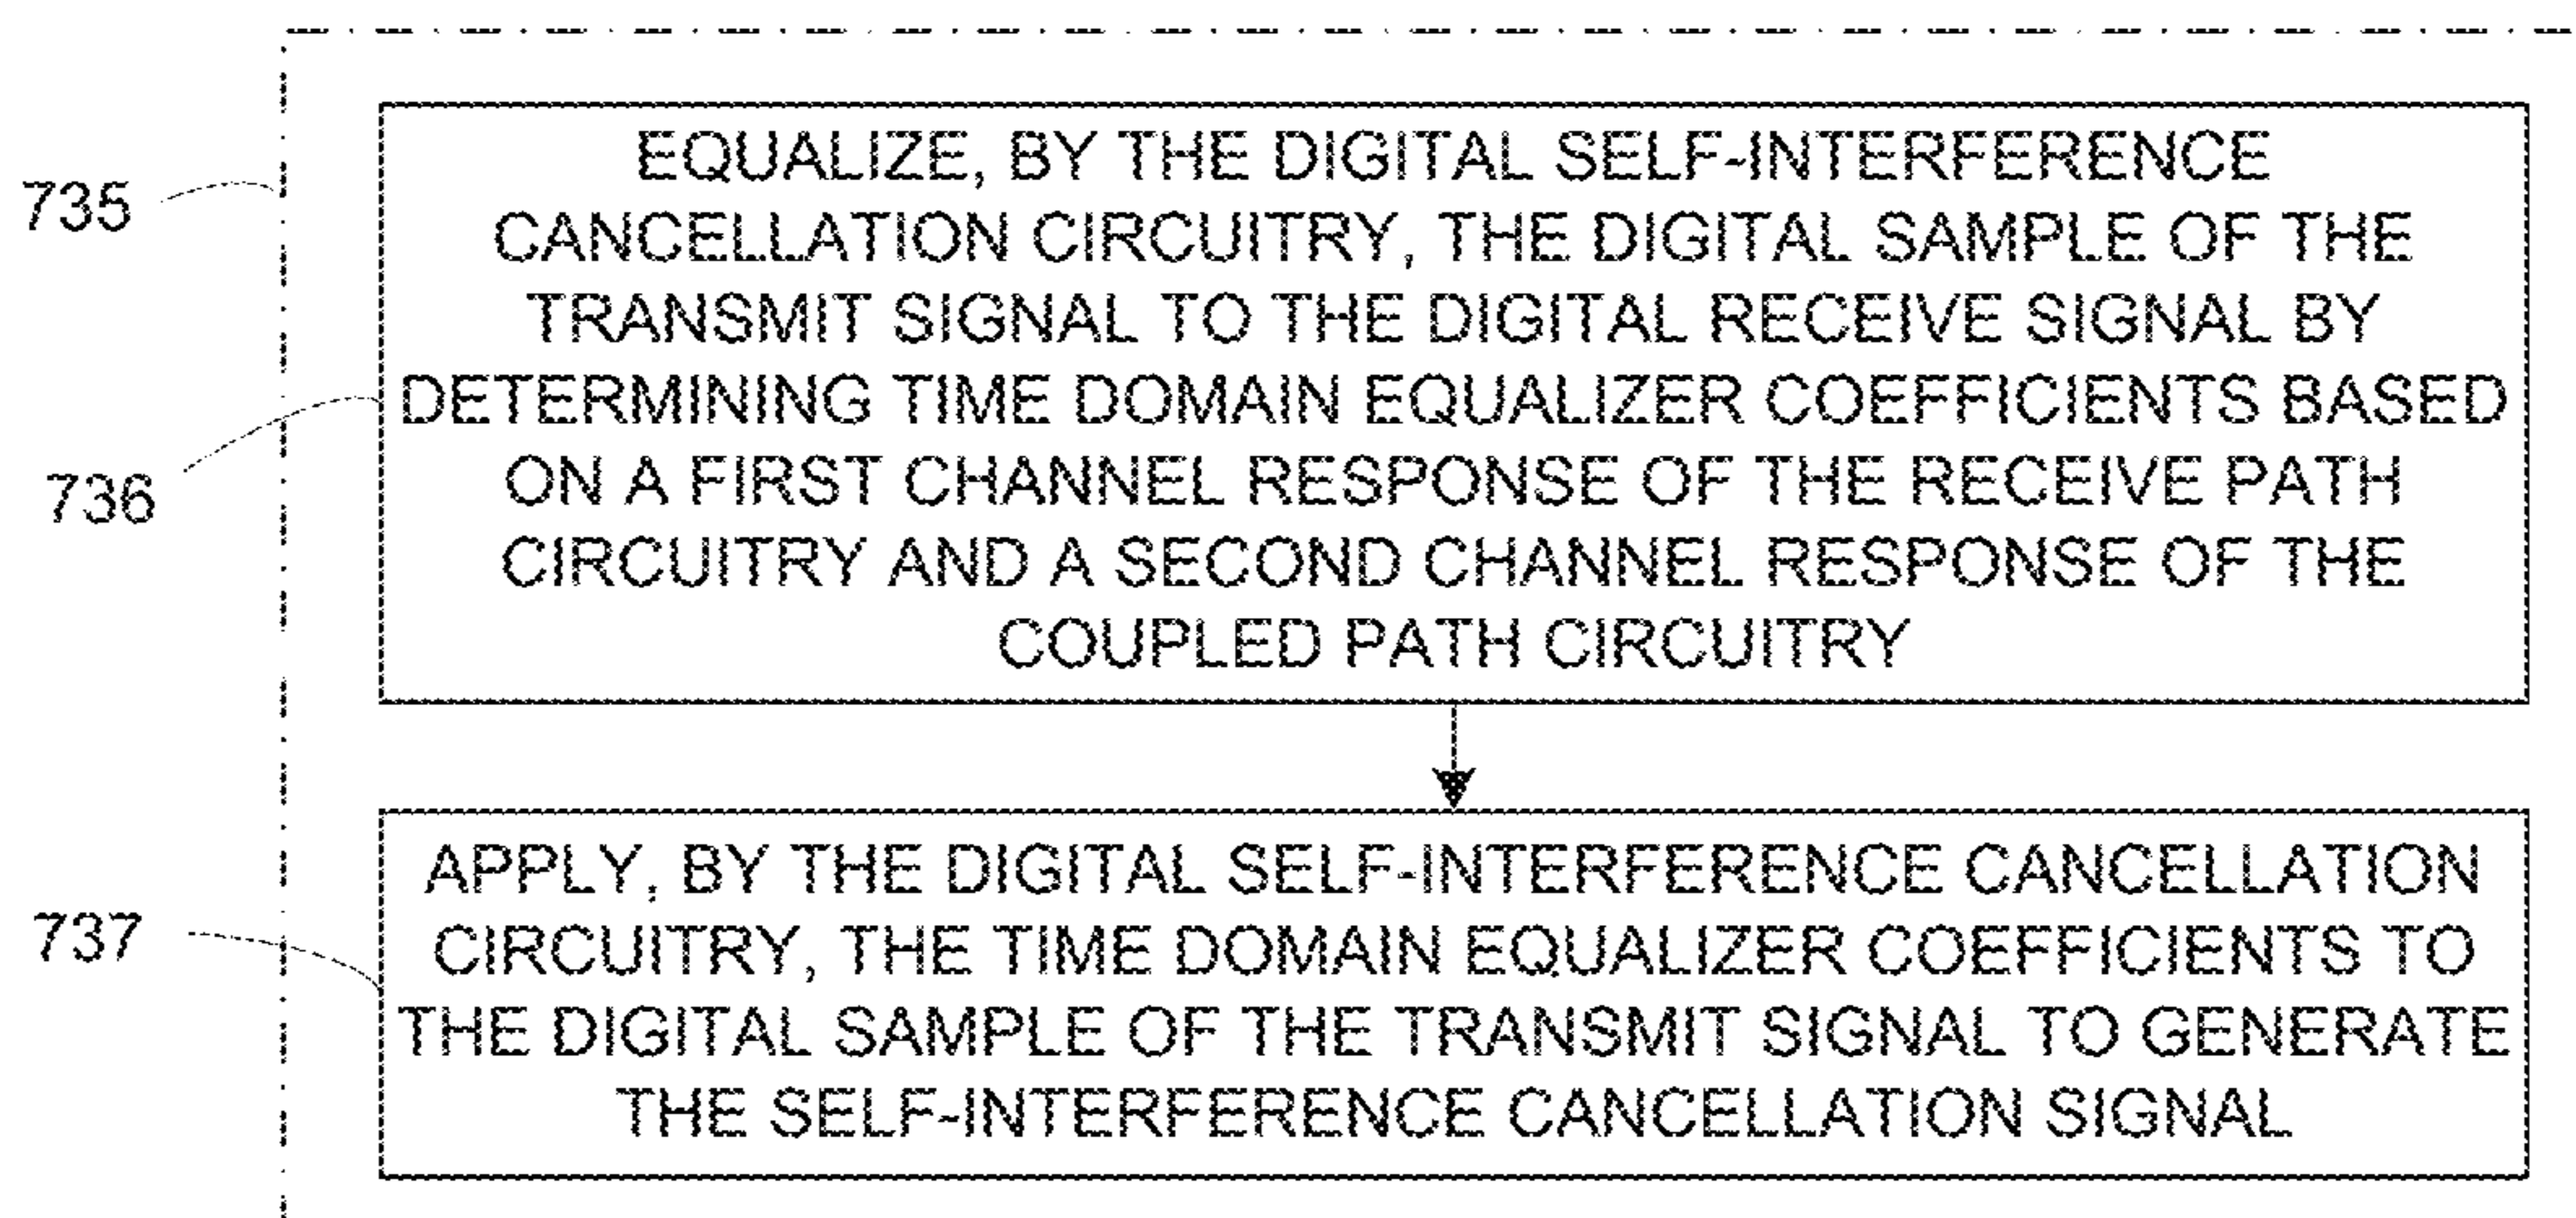 735
EQUALIZE, BY THE DIGITAL SELF-INTERFERENCE
CANCELLATION CIRCUITRY, THE DIGITAL SAMPLE OF THE
TRANSMIT SIGNAL TO THE DIGITAL RECEIVE SIGNAL BY
DETERMINING TIME DOMAIN EQUALIZER COEFFICIENTS BASED
ON A FIRST CHANNEL RESPONSE OF THE RECEIVE PATH
CIRCUITRY AND A SECOND CHANNEL RESPONSE OF THE
COUPLED PATH CIRCUITRY
736
APPLY, BY THE DIGITAL SELF-INTERFERENCE CANCELLATION
CIRCUITRY, THE TIME DOMAIN EQUALIZER COEFFICIENTS TO
THE DIGITAL SAMPLE OF THE TRANSMIT SIGNAL TO GENERATE
THE SELF-INTERFERENCE CANCELLATION SIGNAL
737